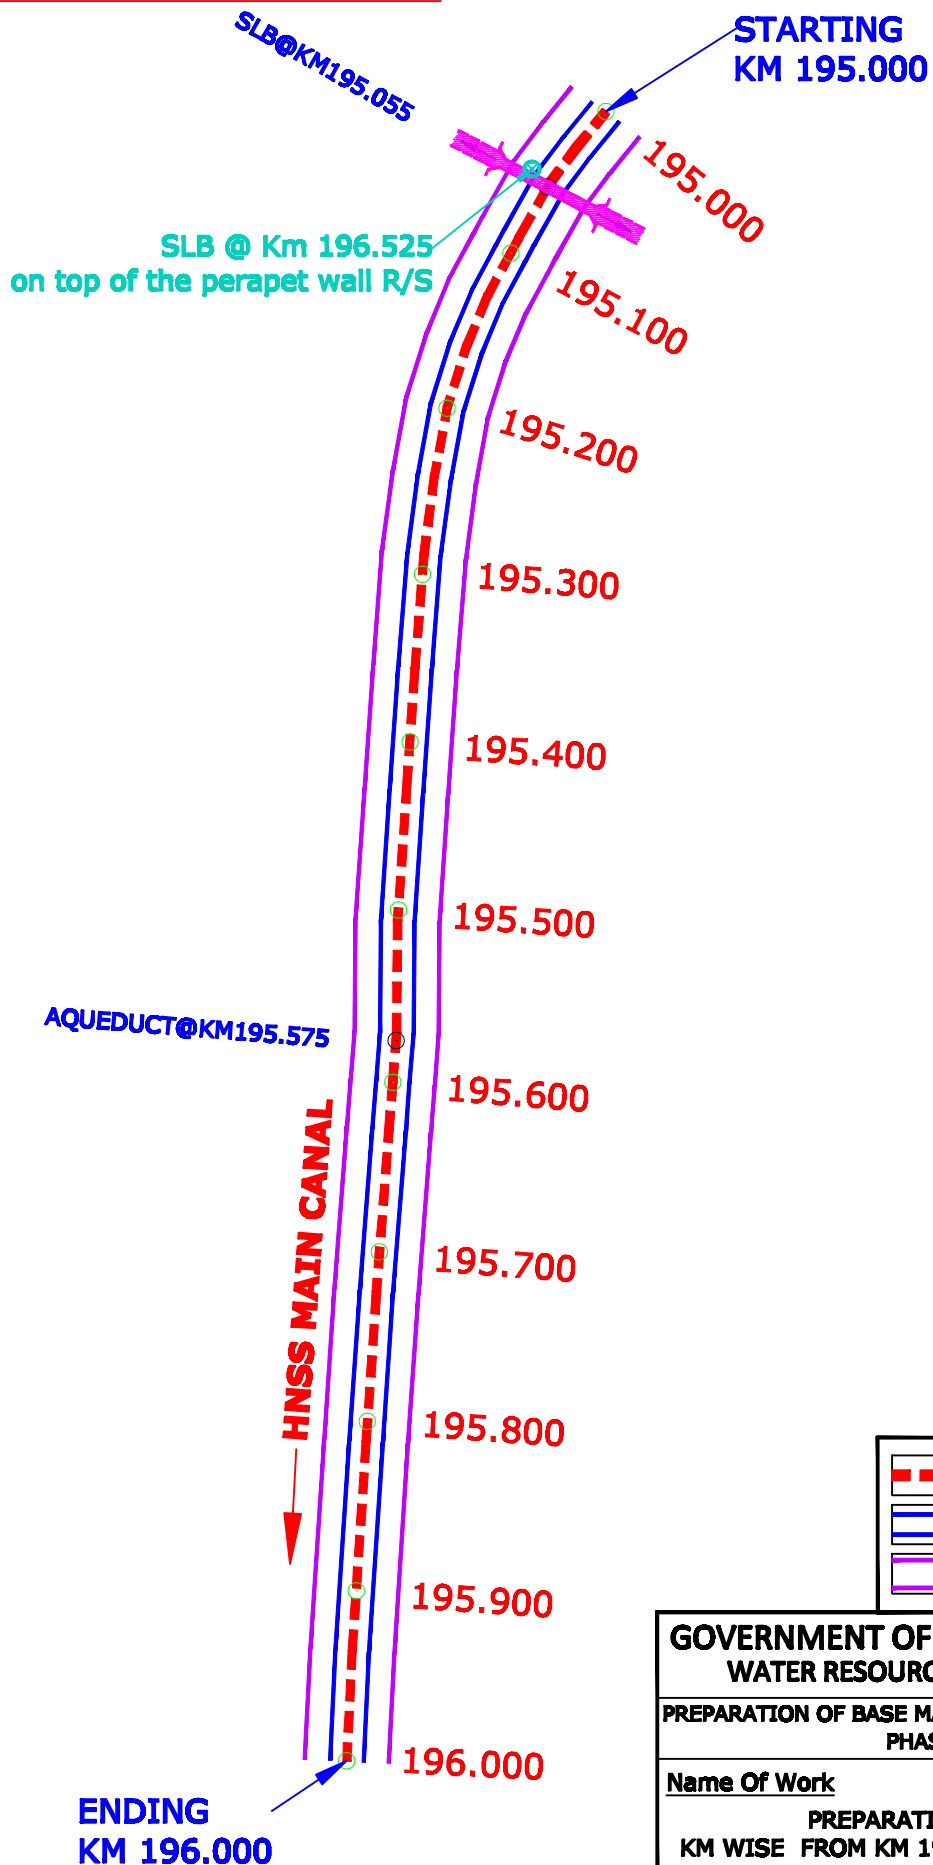 SLB@KM195.055
STARTING
KM 195.000
195.000
SLB @ Km 196.525
on top of the perapet wall R/S
195.100
195.200
195.300
195.400
195.500
AQUEDUCT@KM195.575
195.600
HNSS MAIN CANAL
195.700
195.800
195.900
196.000
ENDING
KM 196.000
GOVERNMENT OF
WATER RESOURC
PREPARATION OF BASE MA
PHAS
Name Of Work
PREPARATI
KM WISE FROM KM 19